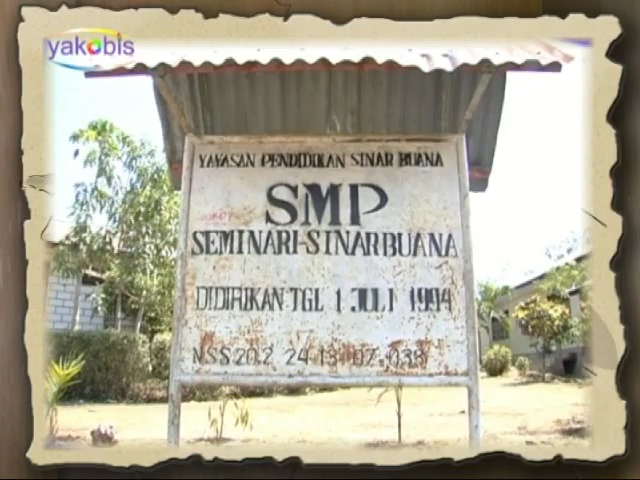 yakobis
YAYASAN PENDIDIKAN SINAR BUANA
SMP
SEMINARI-SINARBUANA
DIDIRIKAN TGL 1 JULI 1994
NSS 20.2 24 13 07 038